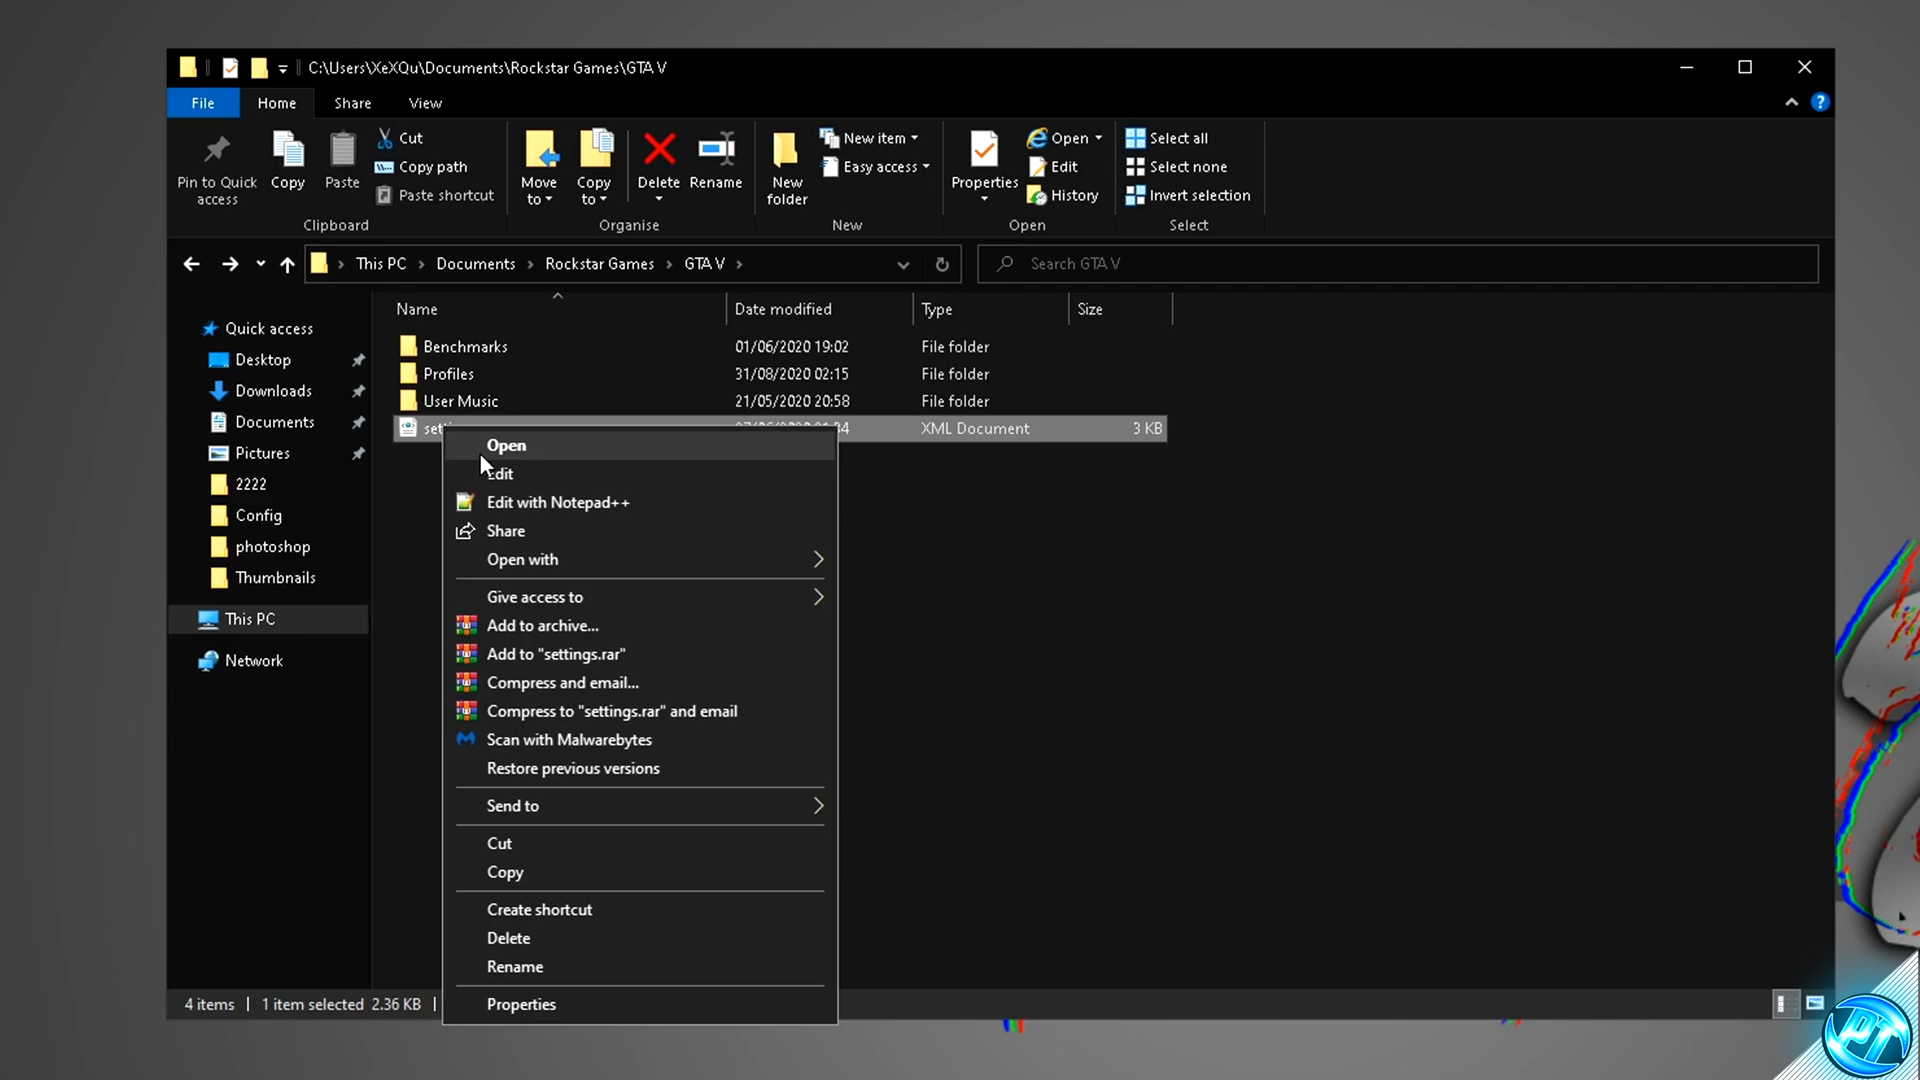 C:\Users\XeXQu\Documents\Rockstar Games\GTA V
File Home Share View
Pin to Quick access
Copy
Paste
Cut
Copy path
Paste shortcut
Move to
Copy to
Delete
Rename
New folder
New item
Easy access
Properties
Open
Edit
History
Select all
Select none
Invert selection
Clipboard Organise New Open Select
This PC > Documents > Rockstar Games > GTA V >
Search GTA V
Name Date modified Type Size
Quick access
Desktop
Downloads
Documents
Pictures
2222
Config
photoshop
Thumbnails
This PC
Network
Benchmarks 01/06/2020 19:02 File folder
Profiles 31/08/2020 02:15 File folder
User Music 21/05/2020 20:58 File folder
XML Document 3 KB
Open
Edit
Edit with Notepad++
Share
Open with
Give access to
Add to archive...
Add to "settings.rar"
Compress and email...
Compress to "settings.rar" and email
Scan with Malwarebytes
Restore previous versions
Send to
Cut
Copy
Create shortcut
Delete
Rename
Properties
4 items | 1 item selected 2.36 KB |
PT